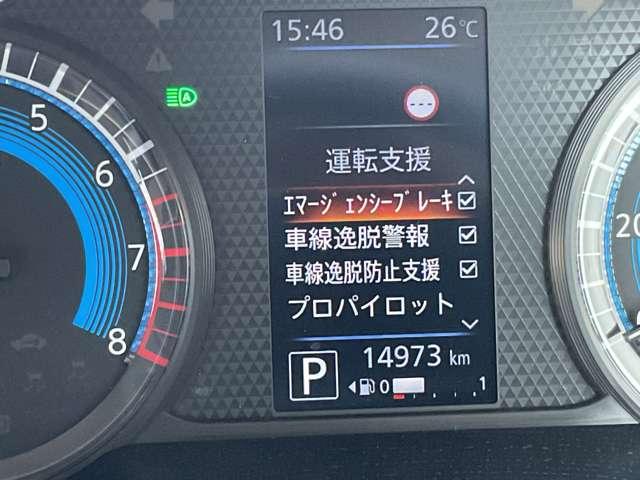 15:46 26℃
---
運転支援
エマージェンシーブレーキ
車線逸脱警報
車線逸脱防止支援
プロパイロット
P 14973 km
0 1
5
6
7
8
A
20